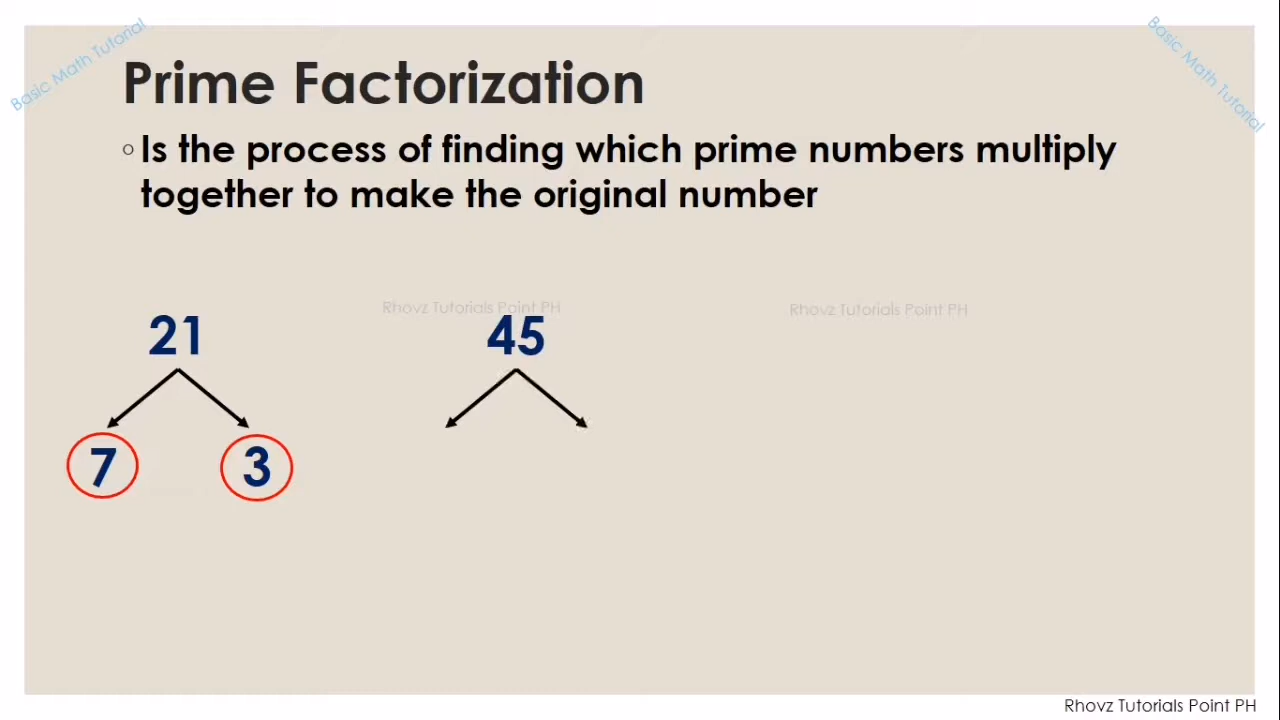 Basic Math Tutorial
Basic Math Tutorial
Prime Factorization
Is the process of finding which prime numbers multiply
together to make the original number
Rhovz Tutorials Point PH
Rhovz Tutorials Point PH
21
45
7
3
Rhovz Tutorials Point PH